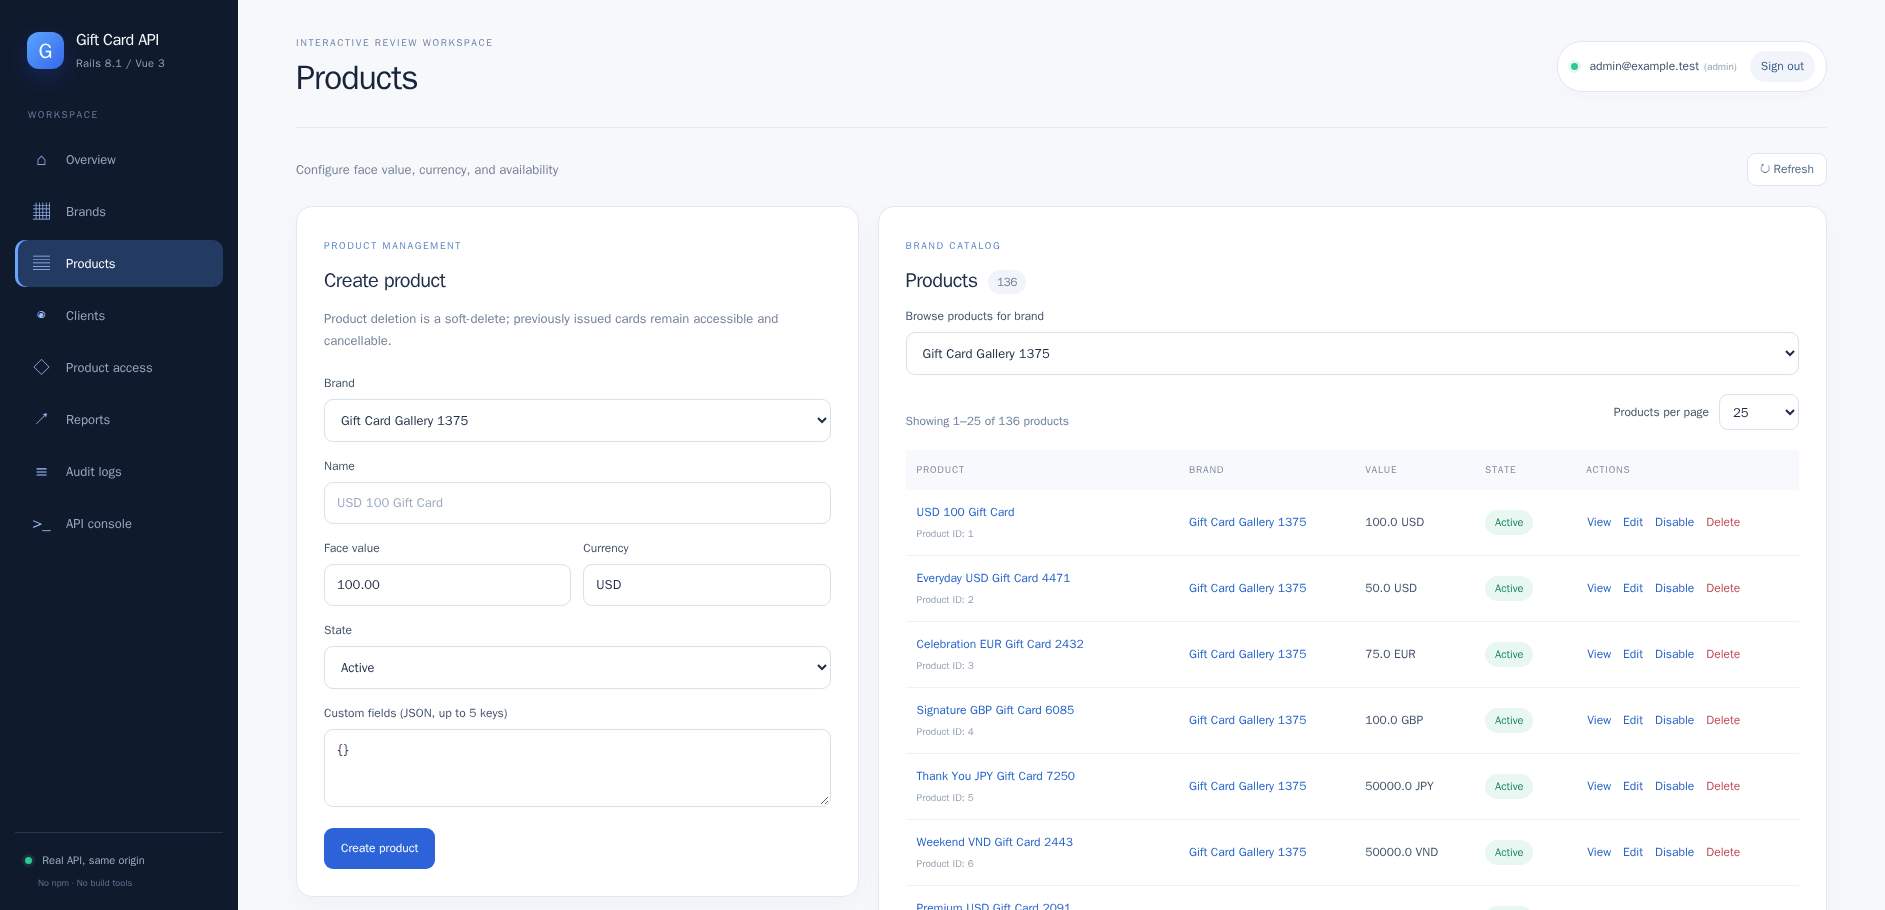 G
Gift Card API
Rails 8.1 / Vue 3
WORKSPACE
Overview
Brands
Products
Clients
Product access
Reports
Audit logs
>_ API console
Real API, same origin
No npm · No build tools
INTERACTIVE REVIEW WORKSPACE
Products
admin@example.test (admin) Sign out
Configure face value, currency, and availability
Refresh
PRODUCT MANAGEMENT
Create product
Product deletion is a soft-delete; previously issued cards remain accessible and
cancellable.
Brand
Gift Card Gallery 1375
Name
USD 100 Gift Card
Face value Currency
100.00 USD
State
Active
Custom fields (JSON, up to 5 keys)
{}
Create product
BRAND CATALOG
Products 136
Browse products for brand
Gift Card Gallery 1375
Showing 1–25 of 136 products
Products per page 25
PRODUCT BRAND VALUE STATE ACTIONS
USD 100 Gift Card
Product ID: 1
Gift Card Gallery 1375 100.0 USD Active View Edit Disable Delete
Everyday USD Gift Card 4471
Product ID: 2
Gift Card Gallery 1375 50.0 USD Active View Edit Disable Delete
Celebration EUR Gift Card 2432
Product ID: 3
Gift Card Gallery 1375 75.0 EUR Active View Edit Disable Delete
Signature GBP Gift Card 6085
Product ID: 4
Gift Card Gallery 1375 100.0 GBP Active View Edit Disable Delete
Thank You JPY Gift Card 7250
Product ID: 5
Gift Card Gallery 1375 50000.0 JPY Active View Edit Disable Delete
Weekend VND Gift Card 2443
Product ID: 6
Gift Card Gallery 1375 50000.0 VND Active View Edit Disable Delete
Premium USD Gift Card 2091